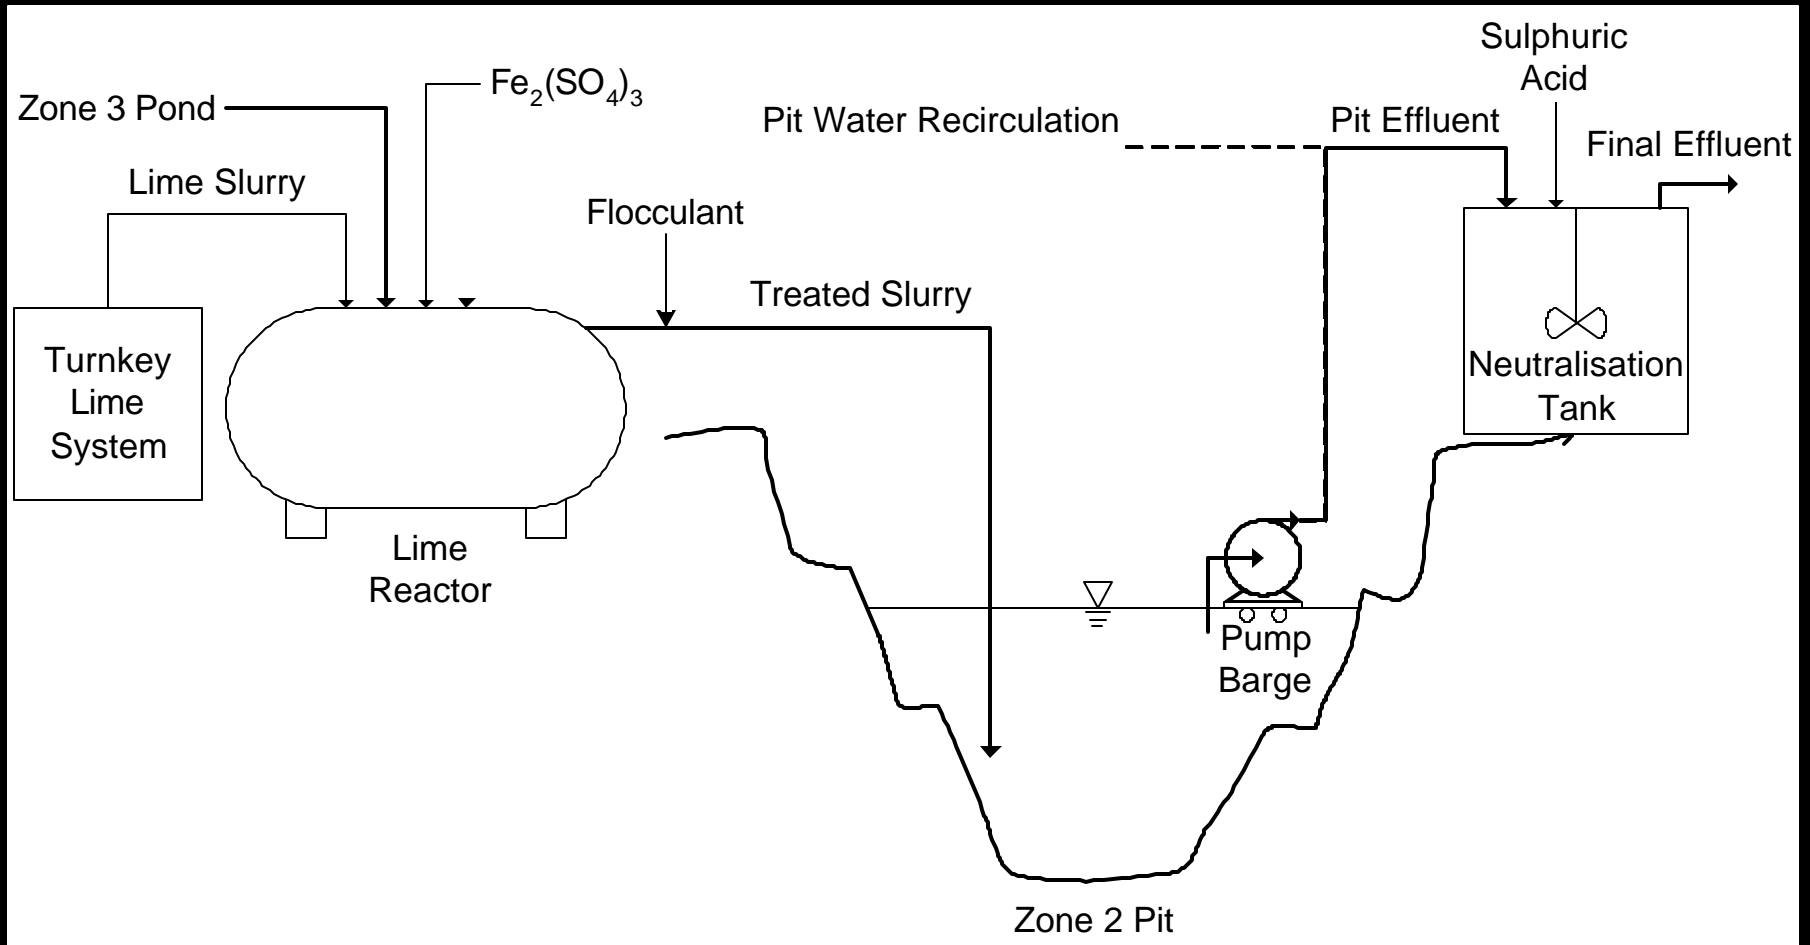 Sulphuric
Acid
Fe2(SO4)3
Zone 3 Pond
Pit Water Recirculation
Pit Effluent
Final Effluent
Lime Slurry
Flocculant
Treated Slurry
Turnkey
Lime
System
Neutralisation
Tank
Lime
Reactor
Pump
Barge
Zone 2 Pit